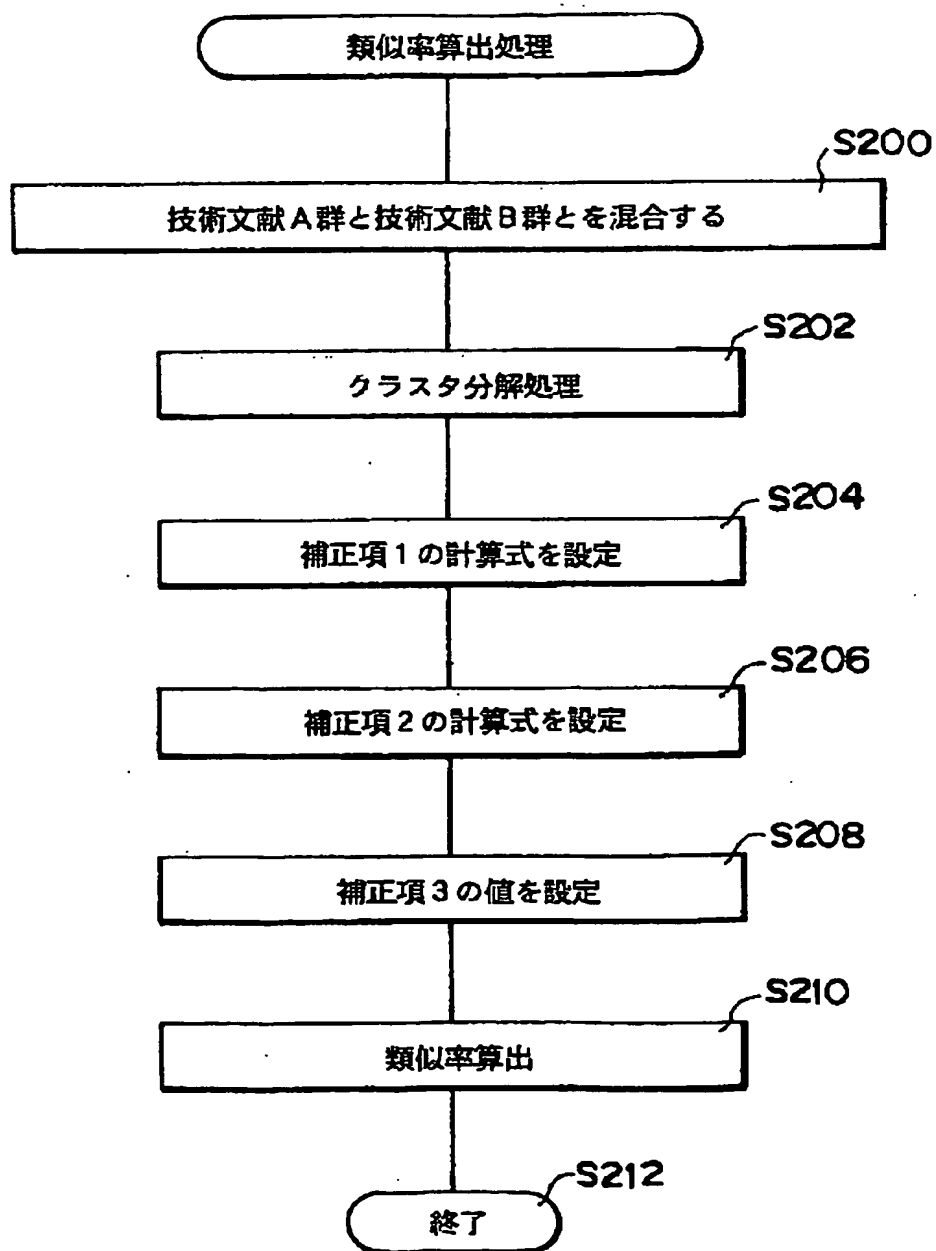 類似率算出処理
S200
技術文献A群と技術文献B群とを混合する
S202
クラスタ分解処理
S204
補正項1の計算式を設定
S206
補正項2の計算式を設定
S208
補正項3の値を設定
S210
類似率算出
S212
終了